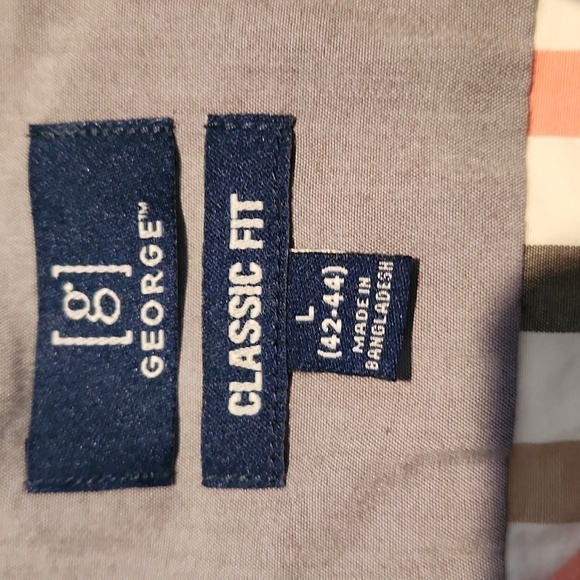 [g]
GEORGE™
CLASSIC FIT
L
(42-44)
MADE IN
BANGLADESH